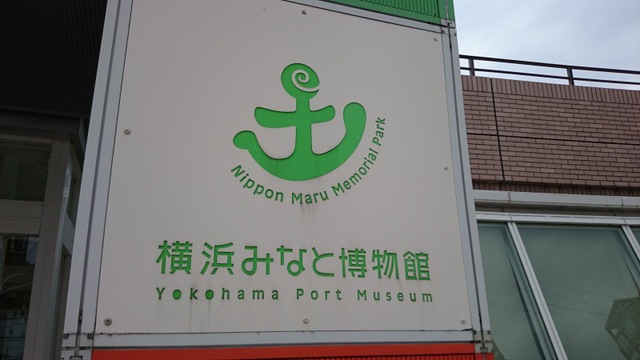 Nippon Maru Memorial Park
横浜みなと博物館
Yokohama Port Museum